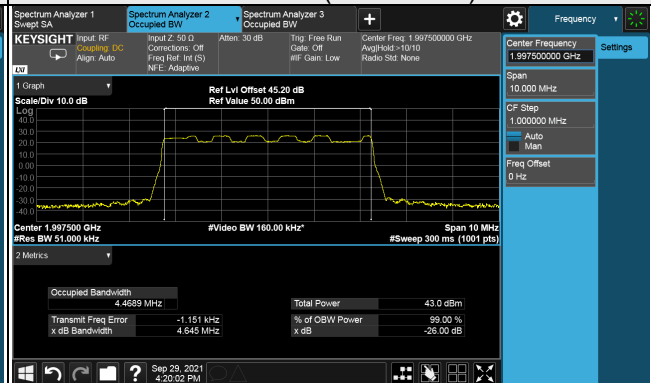 Spectrum Analyzer 1
Swept SA
Spectrum Analyzer 2
Occupied BW
Spectrum Analyzer 3
Occupied BW
+
Frequency
KEYSIGHT
Input: RF
Coupling: DC
Align: Auto
Input Z: 50 Ω
Corrections: Off
Freq Ref: Int (S)
NFE: Adaptive
Atten: 30 dB
Trig: Free Run
Gate: Off
#IF Gain: Low
Center Freq: 1.997500000 GHz
Avg|Hold:>10/10
Radio Std: None
LXI
Center Frequency
1.997500000 GHz
Settings
Span
10.000 MHz
CF Step
1.000000 MHz
Auto
Man
Freq Offset
0 Hz
1 Graph
Scale/Div 10.0 dB
Ref Lvl Offset 45.20 dB
Ref Value 50.00 dBm
Log
40.0
30.0
20.0
10.0
0.00
-10.0
-20.0
-30.0
-40.0
Center 1.997500 GHz
#Res BW 51.000 kHz
#Video BW 160.00 kHz*
Span 10 MHz
#Sweep 300 ms (1001 pts)
2 Metrics
Occupied Bandwidth
4.4689 MHz
Total Power 43.0 dBm
Transmit Freq Error -1.151 kHz
% of OBW Power 99.00 %
x dB Bandwidth 4.645 MHz
x dB -26.00 dB
?
Sep 29, 2021
4:20:02 PM